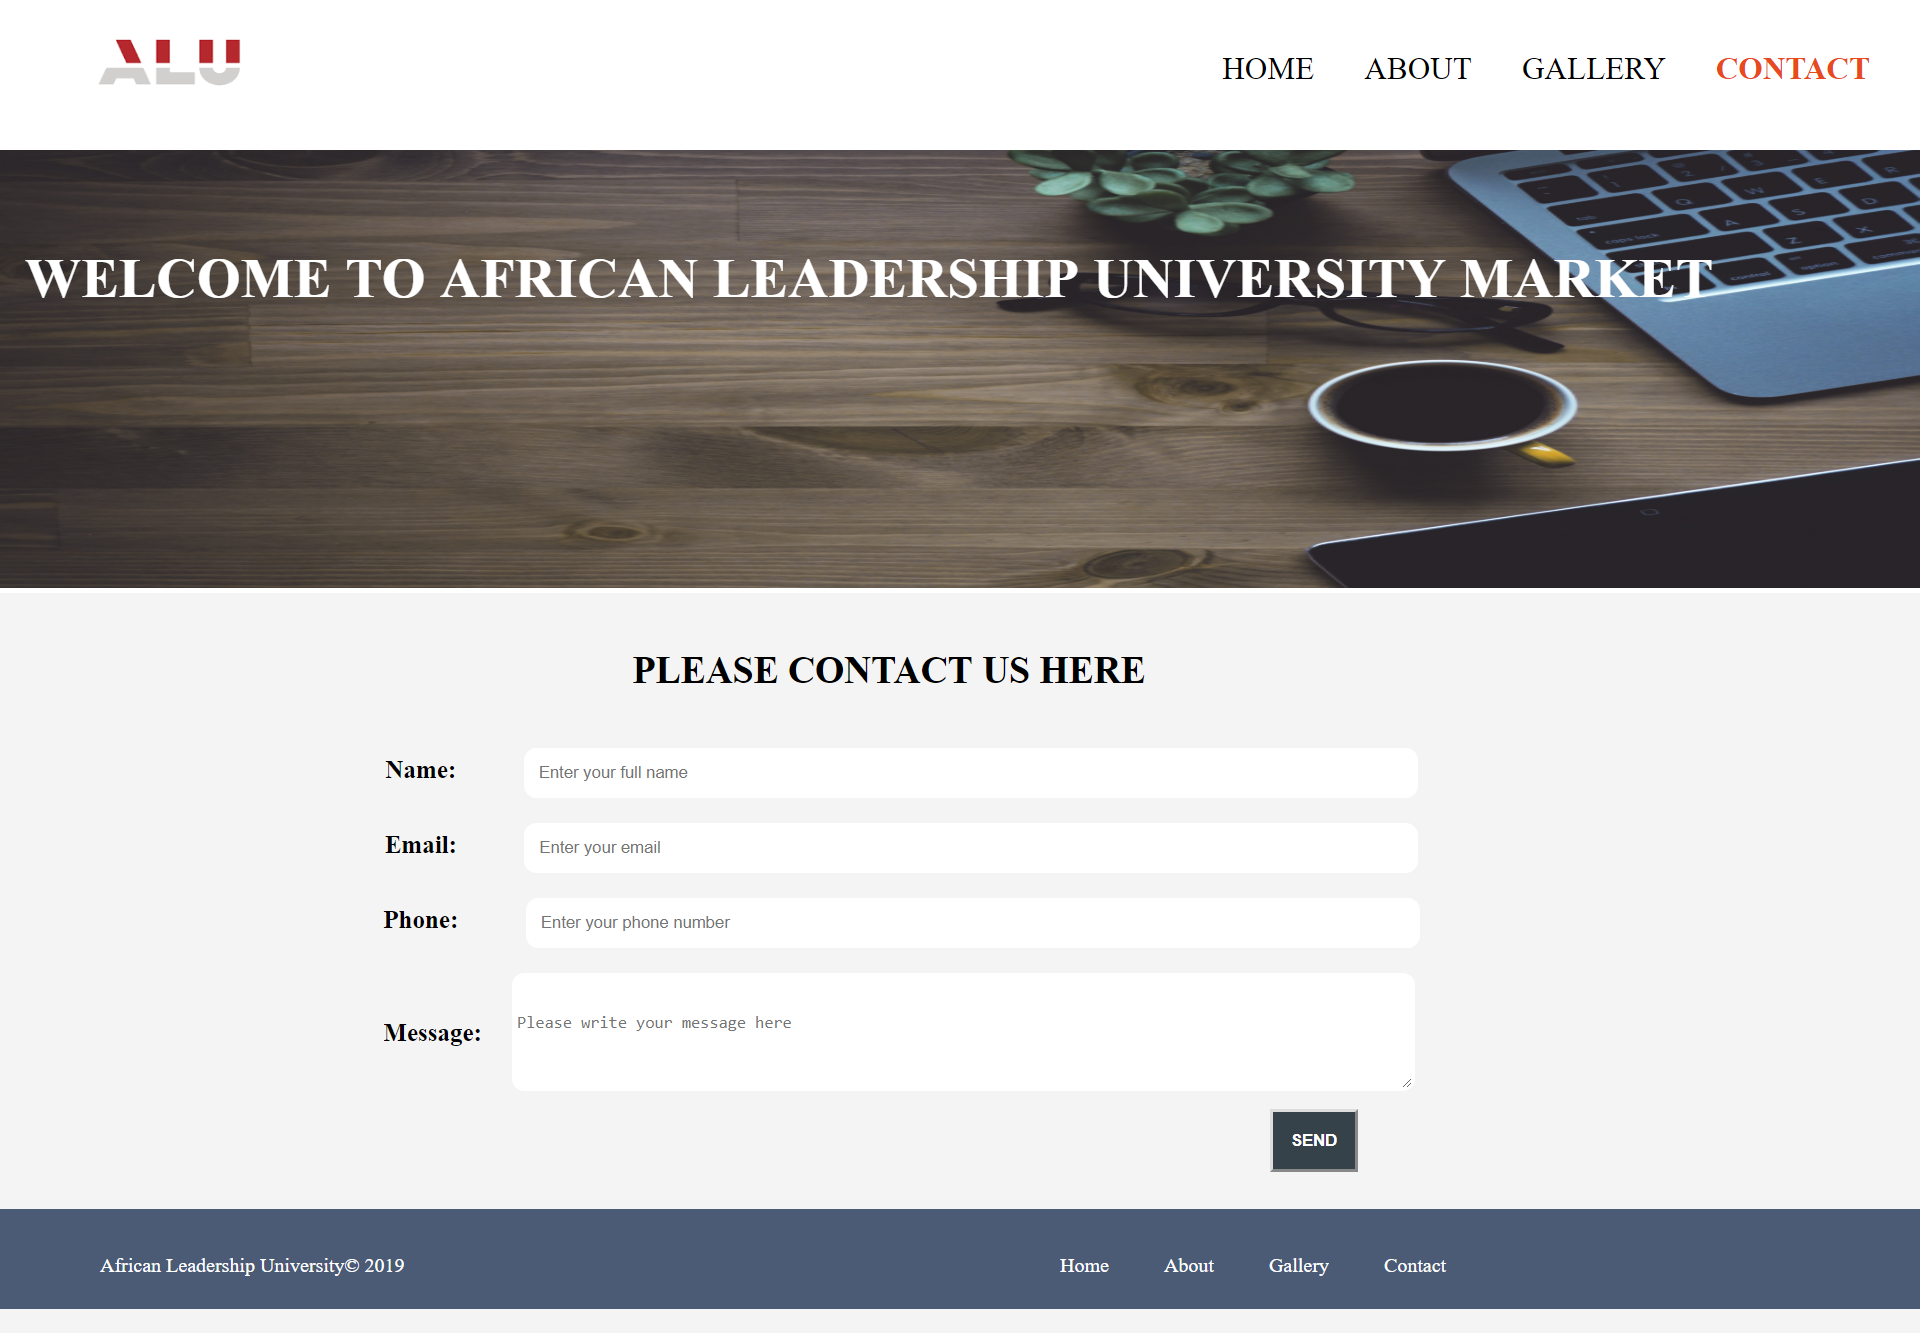 ALU
HOME ABOUT GALLERY CONTACT
WELCOME TO AFRICAN LEADERSHIP UNIVERSITY MARKET
PLEASE CONTACT US HERE
Name: Enter your full name
Email: Enter your email
Phone: Enter your phone number
Message: Please write your message here
SEND
African Leadership University© 2019 Home About Gallery Contact